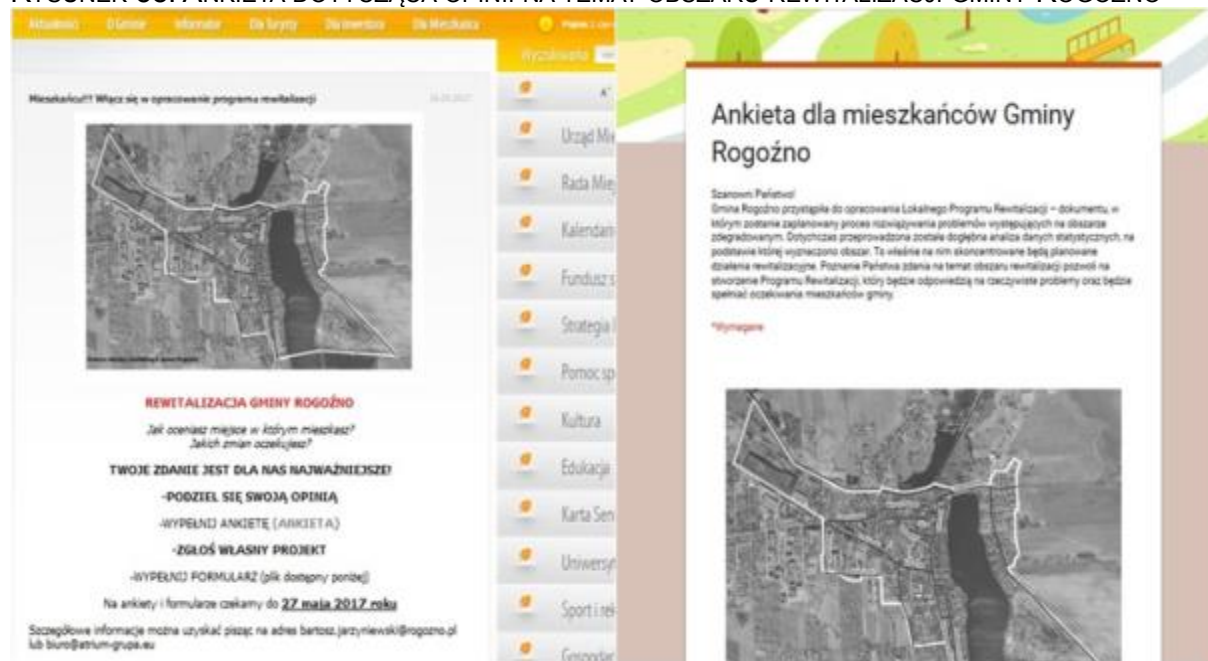 Aktualności O Gminie Informator Dla Turysty Dla Inwestora Dla Mieszkańca
Mieszkańcu!!! Włącz się w opracowanie programu rewitalizacji
REWITALIZACJA GMINY ROGOŹNO
Jak oceniasz miejsce w którym mieszkasz?
Jakich zmian oczekujesz?
TWOJE ZDANIE JEST DLA NAS NAJWAŻNIEJSZE!
-PODZIEL SIĘ SWOJĄ OPINIĄ
-WYPEŁNIJ ANKIETĘ (ANKIETA)
-ZGŁOŚ WŁASNY PROJEKT
-WYPEŁNIJ FORMULARZ (plik dostępny poniżej)
Na ankiety i formularze czekamy do 27 maja 2017 roku
Szczegółowe informacje można uzyskać pisząc na adres bartosz.jarzyniewski@rogozno.pl
lub biuro@atrium-grupa.eu
Wyszukiwarka
Urząd Mie
Rada Miej
Kalendarz
Fundusz s
Strategia
Pomoc sp
Kultura
Edukacja
Karta Sen
Uniwersyt
Sport i rek
Gospodar
Ankieta dla mieszkańców Gminy
Rogoźno
Szanowni Państwo!
Gmina Rogoźno przystąpiła do opracowania Lokalnego Programu Rewitalizacji – dokumentu, w
którym zostanie zaplanowany proces rozwiązywania problemów występujących na obszarze
zdegradowanym. Dotychczas przeprowadzona została dogłębna analiza danych statystycznych, na
podstawie której wyznaczono obszar. To właśnie na nim skoncentrowane będą planowane
działania rewitalizacyjne. Poznanie Państwa zdania na temat obszaru rewitalizacji pozwoli na
stworzenie Programu Rewitalizacji, który będzie odpowiedzią na rzeczywiste problemy oraz będzie
spełniać oczekiwania mieszkańców gminy.
*Wymagane